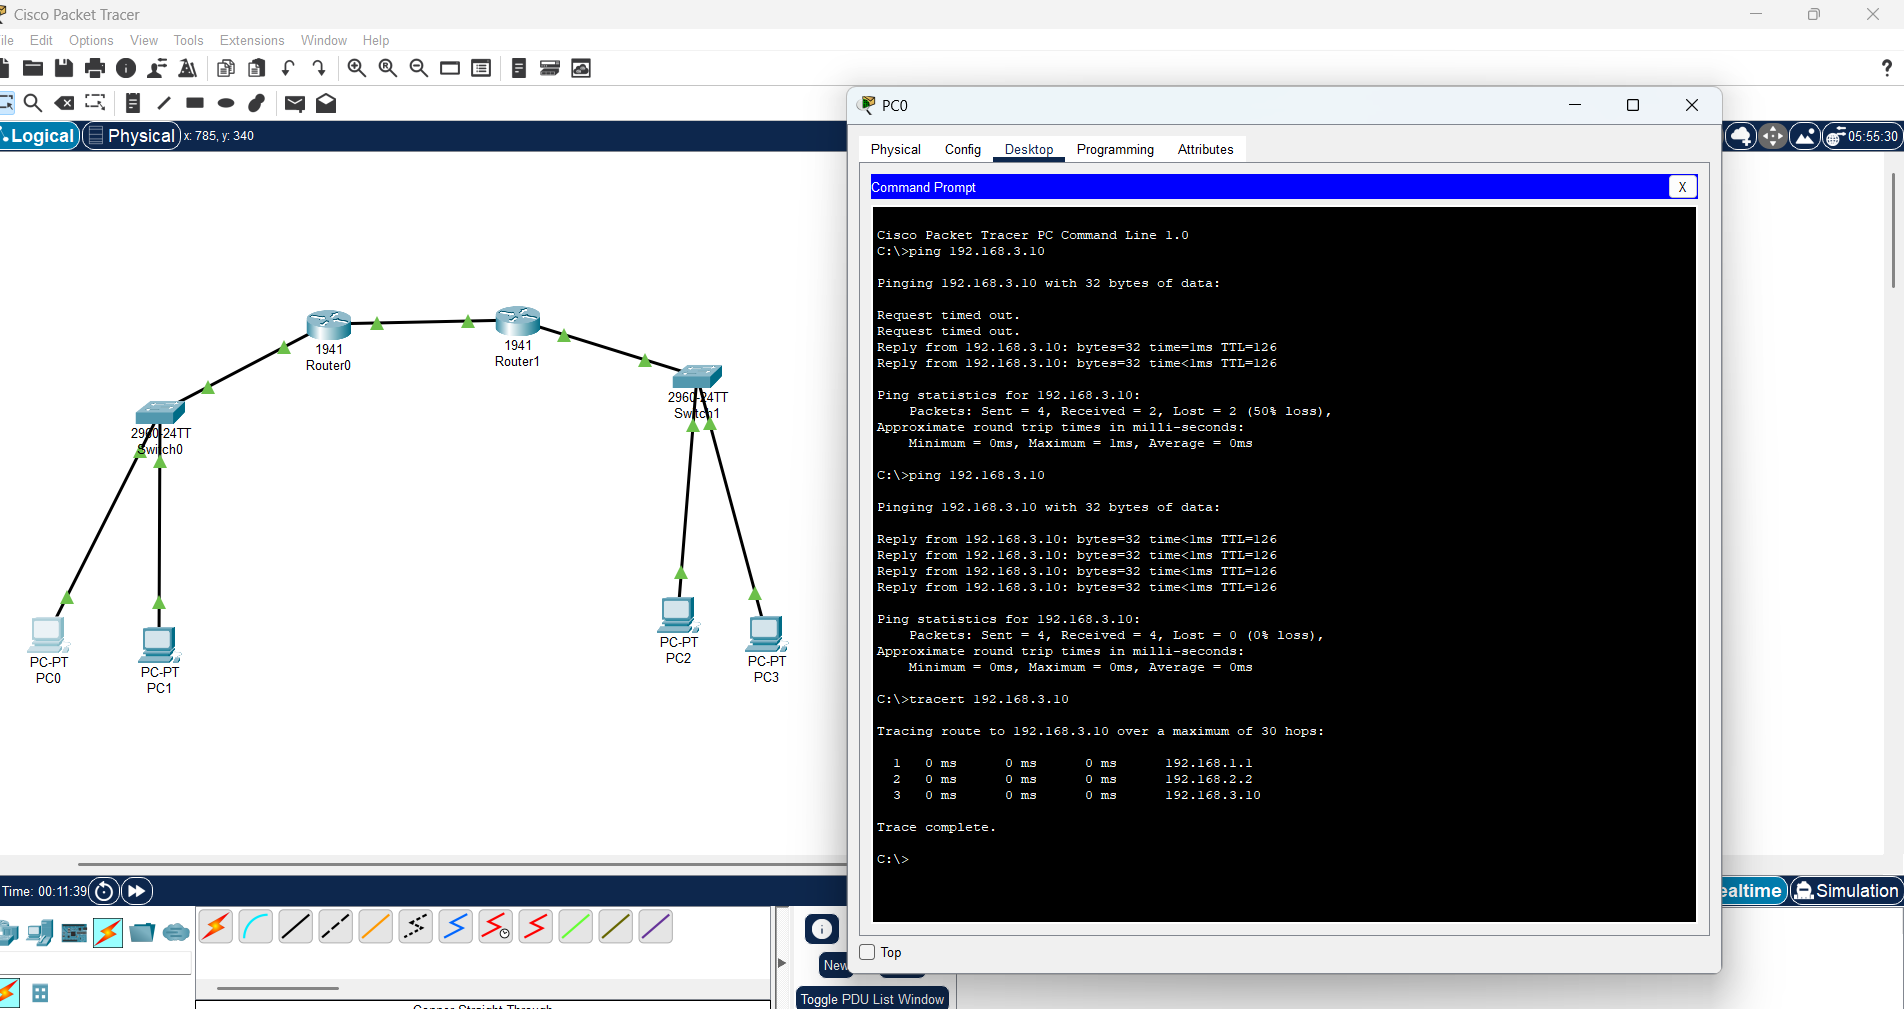 Cisco Packet Tracer
ile Edit Options View Tools Extensions Window Help
?
Logical Physical x: 785, y: 340
05:55:30
1941
Router0
1941
Router1
2960-24TT
Switch1
2960-24TT
Switch0
PC-PT
PC0
PC-PT
PC1
PC-PT
PC2
PC-PT
PC3
PC0
Physical Config Desktop Programming Attributes
Command Prompt X
Cisco Packet Tracer PC Command Line 1.0
C:\>ping 192.168.3.10
Pinging 192.168.3.10 with 32 bytes of data:
Request timed out.
Request timed out.
Reply from 192.168.3.10: bytes=32 time=1ms TTL=126
Reply from 192.168.3.10: bytes=32 time<1ms TTL=126
Ping statistics for 192.168.3.10:
Packets: Sent = 4, Received = 2, Lost = 2 (50% loss),
Approximate round trip times in milli-seconds:
Minimum = 0ms, Maximum = 1ms, Average = 0ms
C:\>ping 192.168.3.10
Pinging 192.168.3.10 with 32 bytes of data:
Reply from 192.168.3.10: bytes=32 time<1ms TTL=126
Reply from 192.168.3.10: bytes=32 time<1ms TTL=126
Reply from 192.168.3.10: bytes=32 time<1ms TTL=126
Reply from 192.168.3.10: bytes=32 time<1ms TTL=126
Ping statistics for 192.168.3.10:
Packets: Sent = 4, Received = 4, Lost = 0 (0% loss),
Approximate round trip times in milli-seconds:
Minimum = 0ms, Maximum = 0ms, Average = 0ms
C:\>tracert 192.168.3.10
Tracing route to 192.168.3.10 over a maximum of 30 hops:
1 0 ms 0 ms 0 ms 192.168.1.1
2 0 ms 0 ms 0 ms 192.168.2.2
3 0 ms 0 ms 0 ms 192.168.3.10
Trace complete.
C:\>
Top
Time: 00:11:39
ealtime Simulation
New
Toggle PDU List Window
Copper Straight-Through